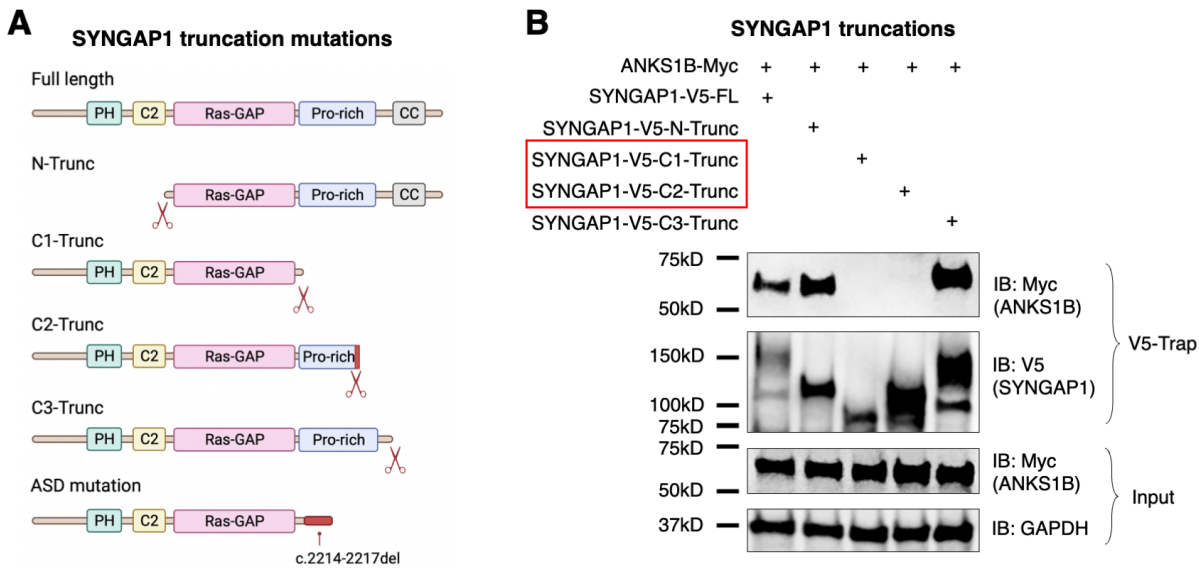 A
SYNGAP1 truncation mutations
Full length
PH C2 Ras-GAP Pro-rich CC
N-Trunc
Ras-GAP Pro-rich CC
C1-Trunc
PH C2 Ras-GAP
C2-Trunc
PH C2 Ras-GAP Pro-rich
C3-Trunc
PH C2 Ras-GAP Pro-rich
ASD mutation
PH C2 Ras-GAP
c.2214-2217del
B
SYNGAP1 truncations
ANKS1B-Myc + + + + +
SYNGAP1-V5-FL +
SYNGAP1-V5-N-Trunc +
SYNGAP1-V5-C1-Trunc +
SYNGAP1-V5-C2-Trunc +
SYNGAP1-V5-C3-Trunc +
75kD
50kD
IB: Myc
(ANKS1B)
150kD
100kD
75kD
IB: V5
(SYNGAP1)
V5-Trap
75kD
50kD
IB: Myc
(ANKS1B)
37kD
IB: GAPDH
Input